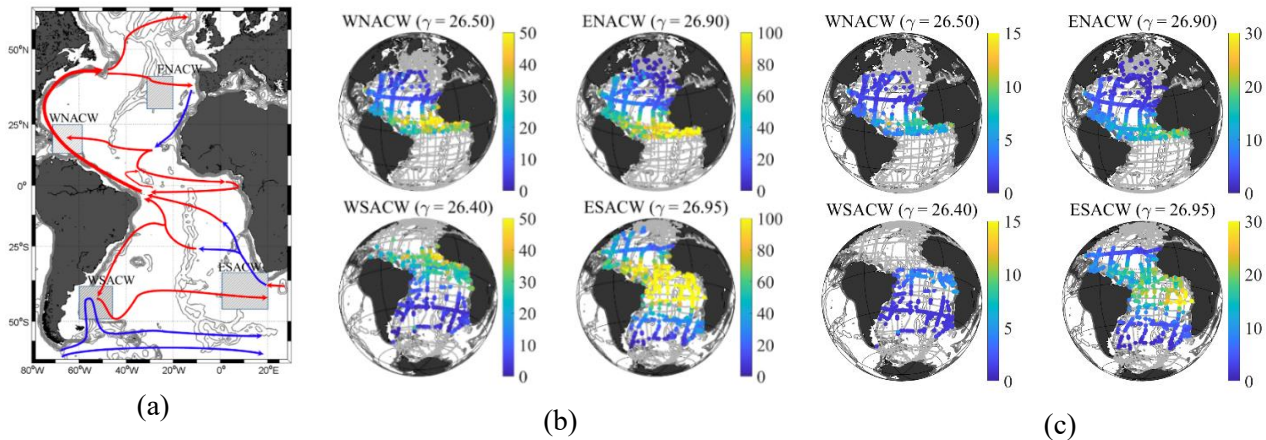 50°N
25°N
0°
25°S
50°S
80°W 60°W 40°W 20°W 0° 20°E
ENACW
WNACW
ESACW
WSACW
(a)
WNACW (γ = 26.50)
50
40
30
20
10
0
ENACW (γ = 26.90)
100
80
60
40
20
0
WSACW (γ = 26.40)
50
40
30
20
10
0
ESACW (γ = 26.95)
100
80
60
40
20
0
(b)
WNACW (γ = 26.50)
15
10
5
0
ENACW (γ = 26.90)
30
20
10
0
WSACW (γ = 26.40)
15
10
5
0
ESACW (γ = 26.95)
30
20
10
0
(c)